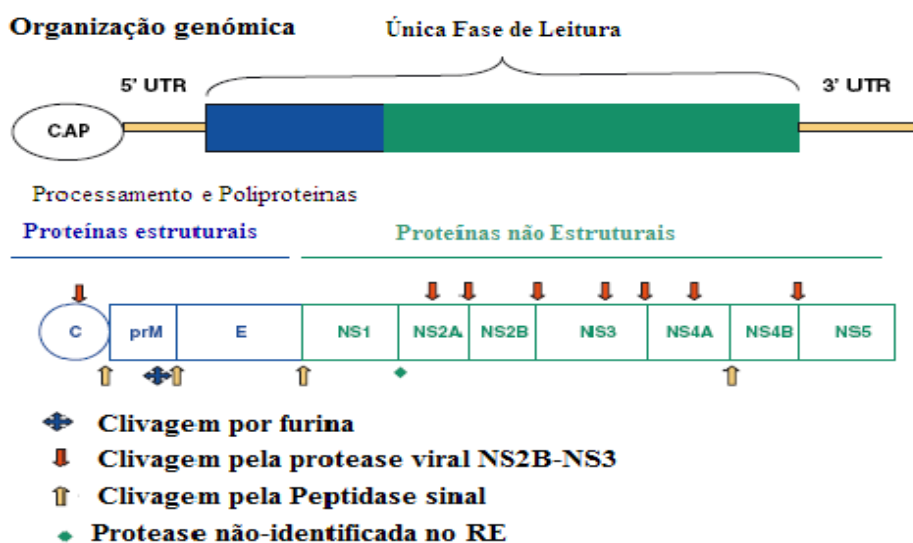 Organização genómica
Única Fase de Leitura
5' UTR
3' UTR
C.AP
Processamento e Poliproteinas
Proteínas estruturais
Proteínas não Estruturais
C prM E NS1 NS2A NS2B NS3 NS4A NS4B NS5
Clivagem por furina
Clivagem pela protease viral NS2B-NS3
Clivagem pela Peptidase sinal
Protease não-identificada no RE